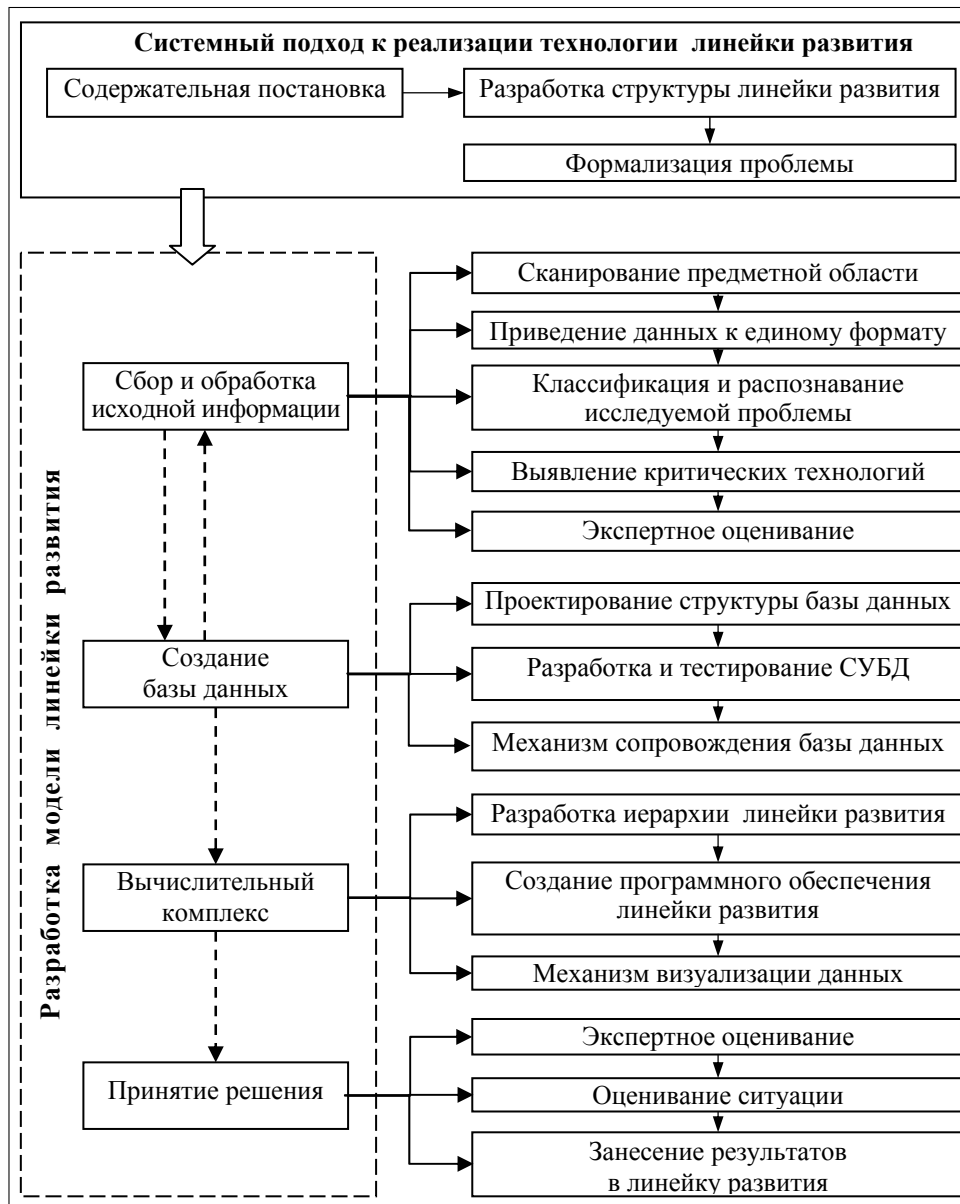 Системный подход к реализации технологии линейки развития
Содержательная постановка
Разработка структуры линейки развития
Формализация проблемы
Разработка модели линейки развития
Сбор и обработка
исходной информации
Сканирование предметной области
Приведение данных к единому формату
Классификация и распознавание
исследуемой проблемы
Выявление критических технологий
Экспертное оценивание
Создание
базы данных
Проектирование структуры базы данных
Разработка и тестирование СУБД
Механизм сопровождения базы данных
Вычислительный
комплекс
Разработка иерархии линейки развития
Создание программного обеспечения
линейки развития
Механизм визуализации данных
Принятие решения
Экспертное оценивание
Оценивание ситуации
Занесение результатов
в линейку развития